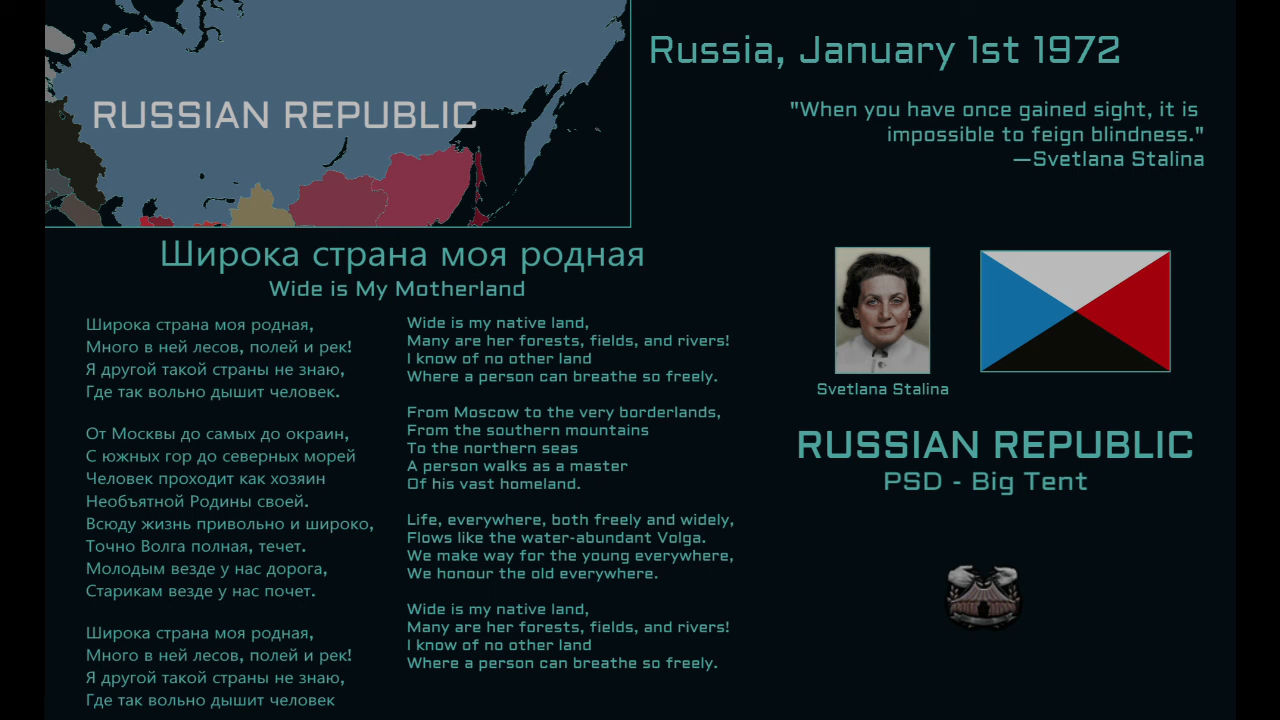 RUSSIAN REPUBLIC
Russia, January 1st 1972
"When you have once gained sight, it is
impossible to feign blindness."
—Svetlana Stalina
Широка страна моя родная
Wide is My Motherland
Широка страна моя родная,
Много в ней лесов, полей и рек!
Я другой такой страны не знаю,
Где так вольно дышит человек.
От Москвы до самых до окраин,
С южных гор до северных морей
Человек проходит как хозяин
Необъятной Родины своей.
Всюду жизнь привольно и широко,
Точно Волга полная, течет.
Молодым везде у нас дорога,
Старикам везде у нас почет.
Широка страна моя родная,
Много в ней лесов, полей и рек!
Я другой такой страны не знаю,
Где так вольно дышит человек
Wide is my native land,
Many are her forests, fields, and rivers!
I know of no other land
Where a person can breathe so freely.
From Moscow to the very borderlands,
From the southern mountains
To the northern seas
A person walks as a master
Of his vast homeland.
Life, everywhere, both freely and widely,
Flows like the water-abundant Volga.
We make way for the young everywhere,
We honour the old everywhere.
Wide is my native land,
Many are her forests, fields, and rivers!
I know of no other land
Where a person can breathe so freely.
Svetlana Stalina
RUSSIAN REPUBLIC
PSD - Big Tent